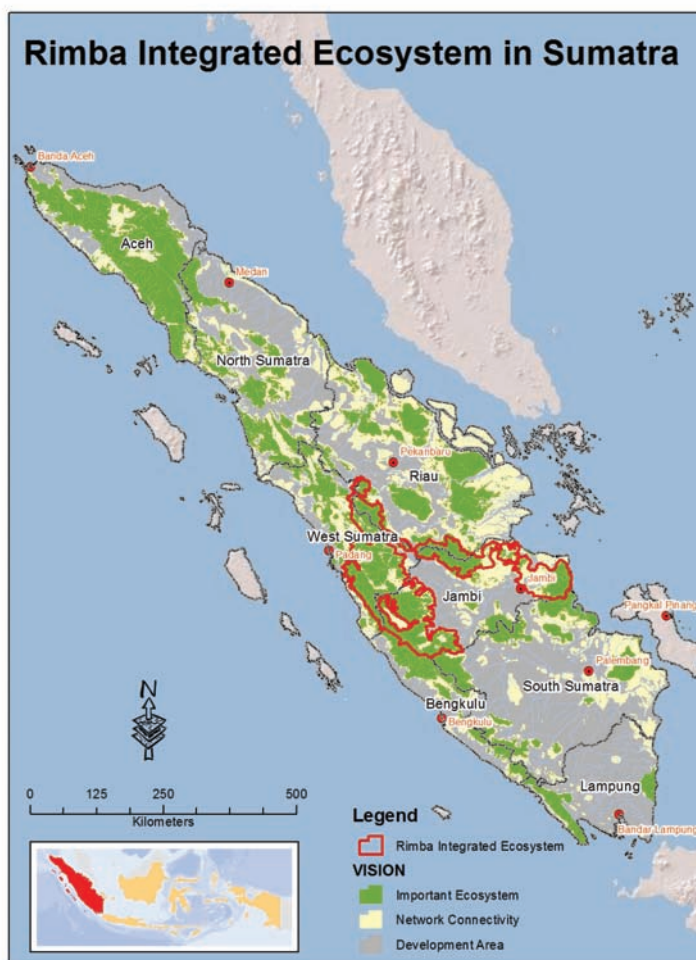 Rimba Integrated Ecosystem in Sumatra
Banda Aceh
Aceh
Medan
North Sumatra
Pekanbaru
Riau
West Sumatra
Padang
Jambi
Jambi
Pangkal Pinang
Palembang
South Sumatra
Bengkulu
Bengkulu
Lampung
Bandar Lampung
N
0 125 250 500
Kilometers
Legend
Rimba Integrated Ecosystem
VISION
Important Ecosystem
Network Connectivity
Development Area